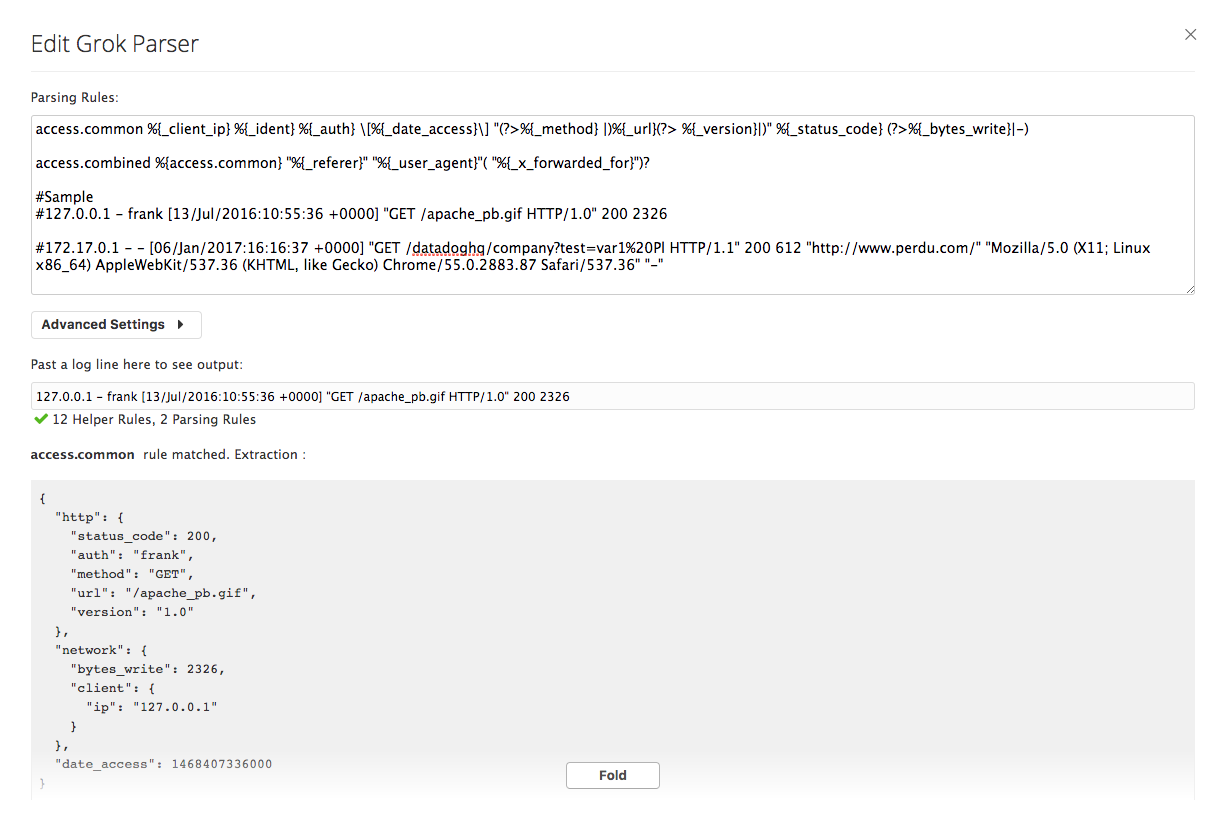 Edit Grok Parser
Parsing Rules:
access.common %{_client_ip} %{_ident} %{_auth} \[%{_date_access}\] "(?>%{_method} |)%{_url}(?> %{_version}|)" %{_status_code} (?>%{_bytes_write}|-)
access.combined %{access.common} "%{_referer}" "%{_user_agent}"( "%{_x_forwarded_for}")?
#Sample
#127.0.0.1 - frank [13/Jul/2016:10:55:36 +0000] "GET /apache_pb.gif HTTP/1.0" 200 2326
#172.17.0.1 - - [06/Jan/2017:16:16:37 +0000] "GET /datadoghq/company?test=var1%20Pl HTTP/1.1" 200 612 "http://www.perdu.com/" "Mozilla/5.0 (X11; Linux
x86_64) AppleWebKit/537.36 (KHTML, like Gecko) Chrome/55.0.2883.87 Safari/537.36" "-"
Advanced Settings
Past a log line here to see output:
127.0.0.1 - frank [13/Jul/2016:10:55:36 +0000] "GET /apache_pb.gif HTTP/1.0" 200 2326
12 Helper Rules, 2 Parsing Rules
access.common rule matched. Extraction :
{
"http": {
"status_code": 200,
"auth": "frank",
"method": "GET",
"url": "/apache_pb.gif",
"version": "1.0"
},
"network": {
"bytes_write": 2326,
"client": {
"ip": "127.0.0.1"
}
},
"date_access": 1468407336000
}
Fold